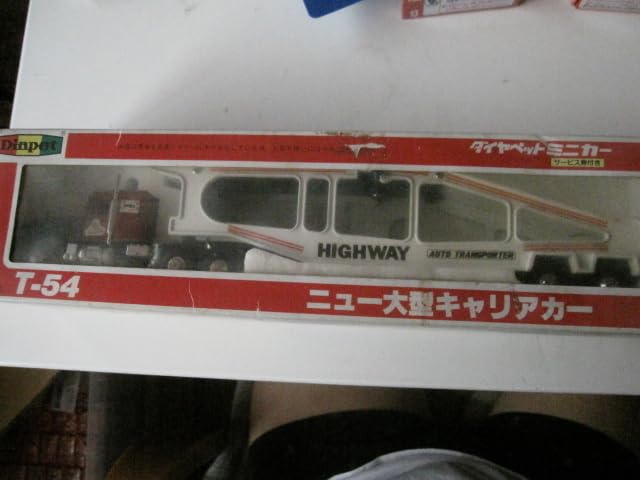 Diapet
ダイヤペットミニカー
サービス券付き
HIGHWAY
AUTO TRANSPORTER
T-54
ニュー大型キャリアカー